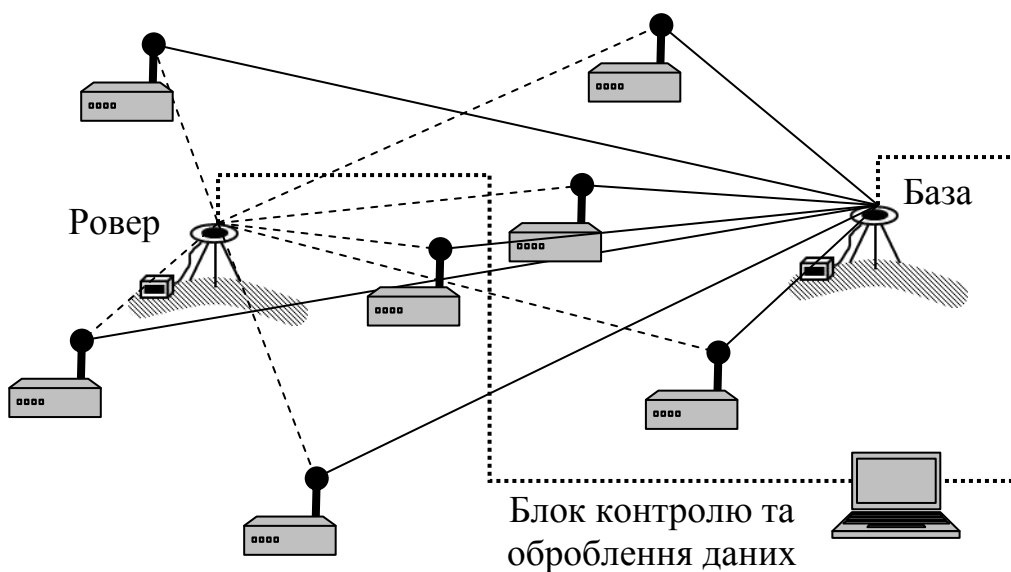 Ровер
База
Блок контролю та
оброблення даних